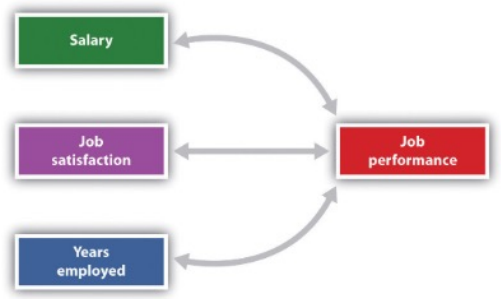 Salary
Job
satisfaction
Job
performance
Years
employed